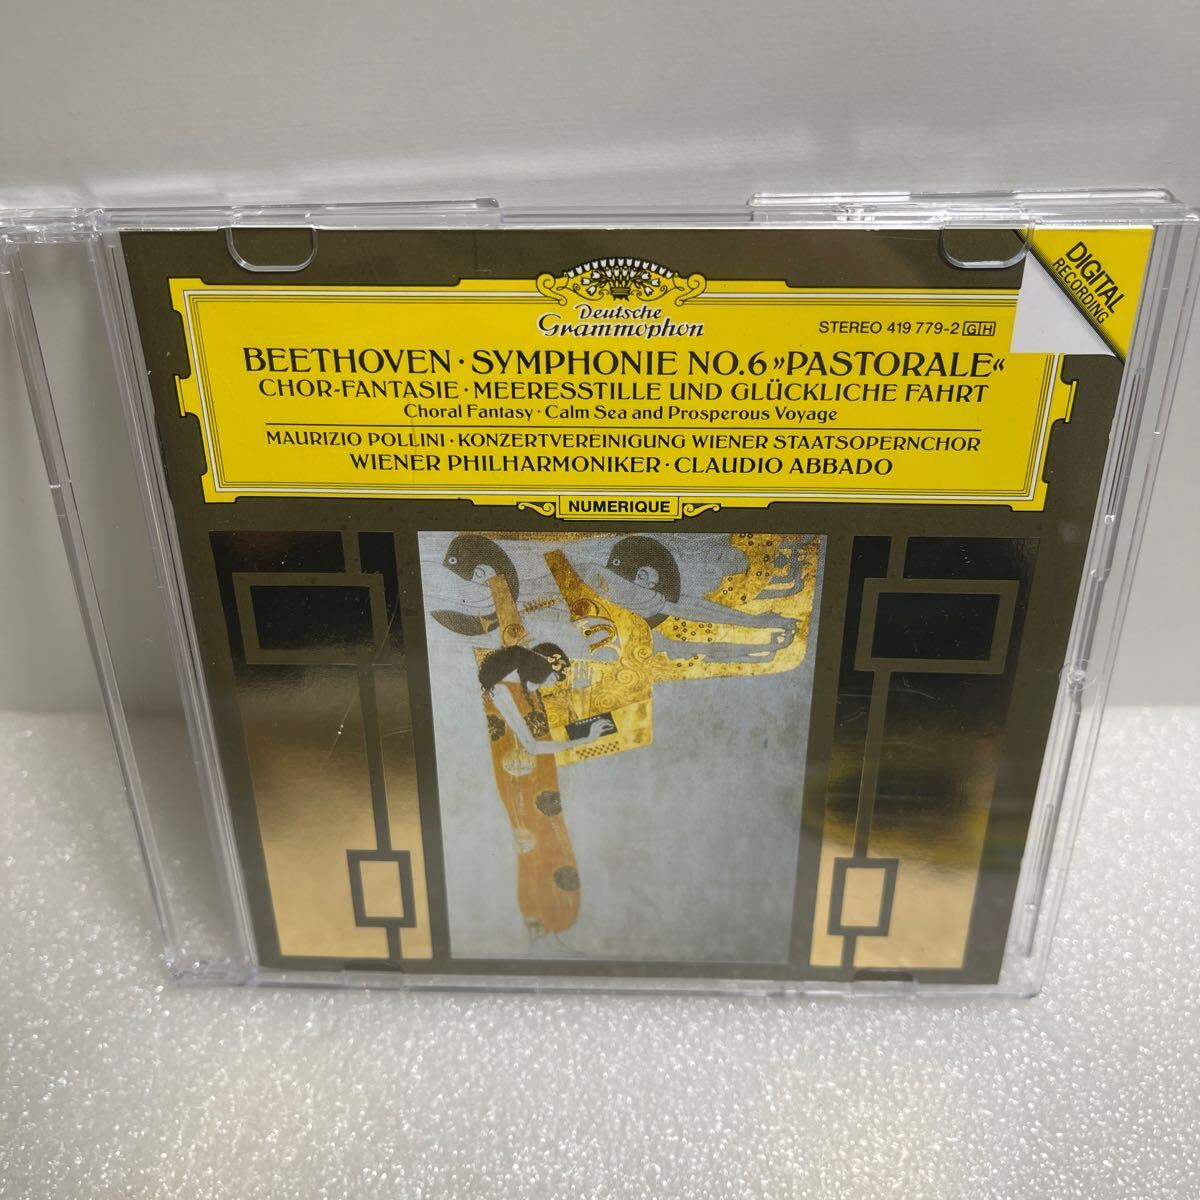 DIGITAL
RECORDING
Deutsche
Grammophon
STEREO 419 779-2 GH
BEETHOVEN · SYMPHONIE NO.6 »PASTORALE«
CHOR-FANTASIE · MEERESSTILLE UND GLÜCKLICHE FAHRT
Choral Fantasy · Calm Sea and Prosperous Voyage
MAURIZIO POLLINI · KONZERTVEREINIGUNG WIENER STAATSOPERNCHOR
WIENER PHILHARMONIKER · CLAUDIO ABBADO
NUMERIQUE